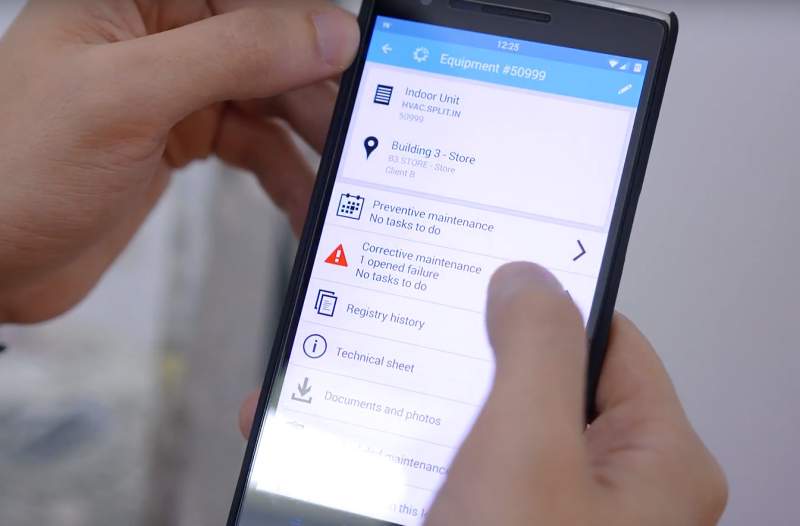 12:25
Equipment #50999
Indoor Unit
HVAC.SPLIT.IN
50999
Building 3 - Store
B3.STORE - Store
Client B
Preventive maintenance
No tasks to do
Corrective maintenance
1 opened failure
No tasks to do
Registry history
Technical sheet
Documents and photos
maintenance
this